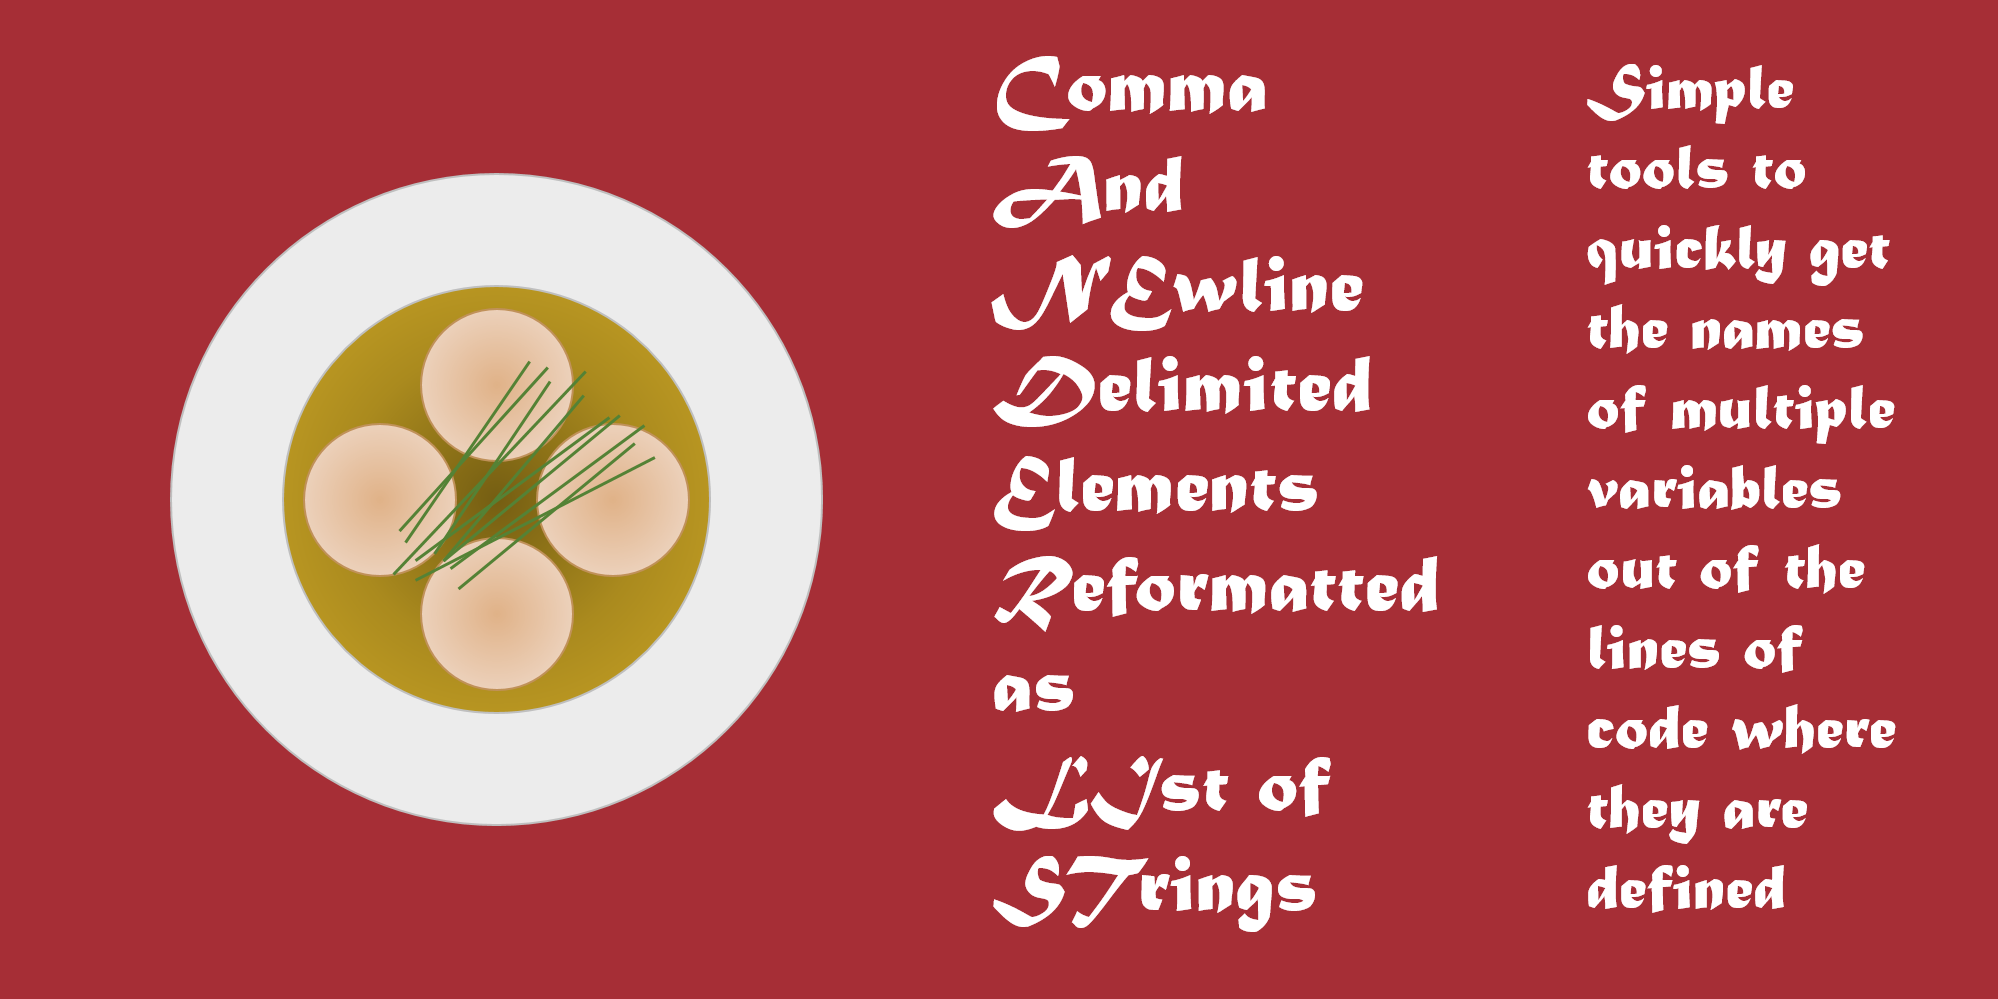 Comma
And
NEwline
Delimited
Elements
Reformatted
as
LIst of
STrings
Simple
tools to
quickly get
the names
of multiple
variables
out of the
lines of
code where
they are
defined